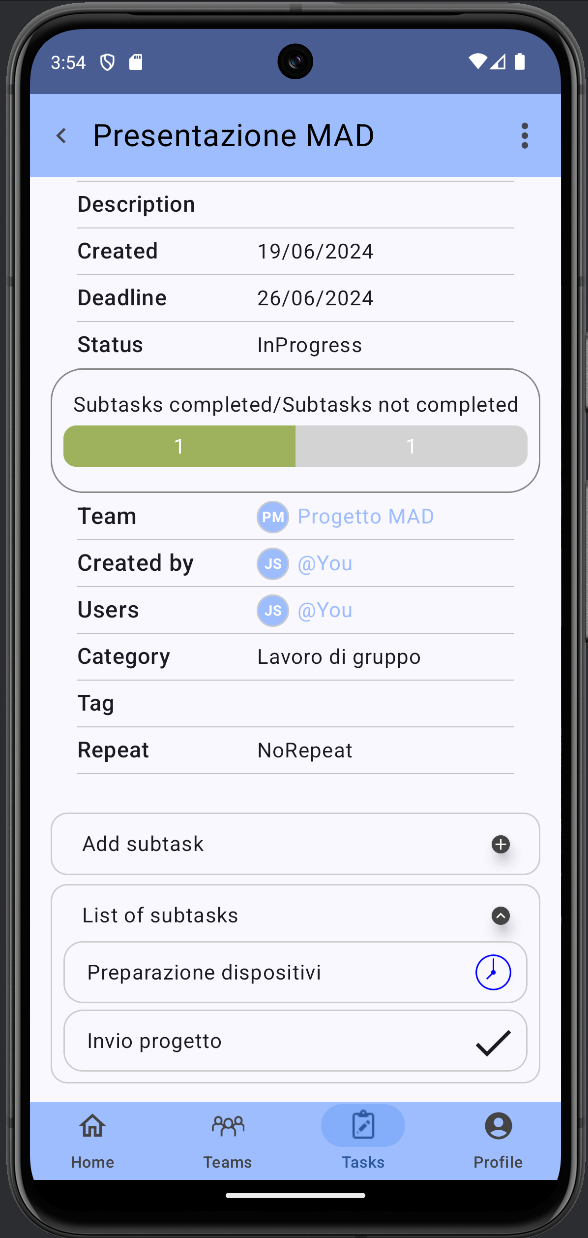 3:54
Presentazione MAD
Description
Created 19/06/2024
Deadline 26/06/2024
Status InProgress
Subtasks completed/Subtasks not completed
1 1
Team PM Progetto MAD
Created by JS @You
Users JS @You
Category Lavoro di gruppo
Tag
Repeat NoRepeat
Add subtask
List of subtasks
Preparazione dispositivi
Invio progetto
Home Teams Tasks Profile